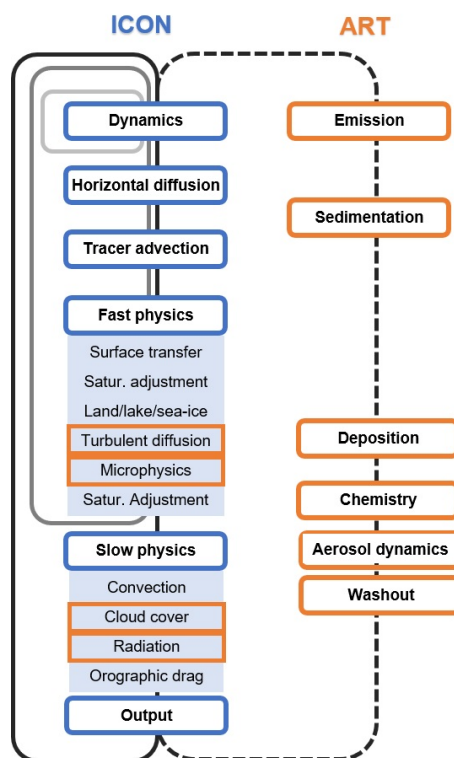 ICON
ART
Dynamics
Emission
Horizontal diffusion
Sedimentation
Tracer advection
Fast physics
Surface transfer
Satur. adjustment
Land/lake/sea-ice
Turbulent diffusion
Deposition
Microphysics
Satur. Adjustment
Chemistry
Slow physics
Aerosol dynamics
Convection
Washout
Cloud cover
Radiation
Orographic drag
Output